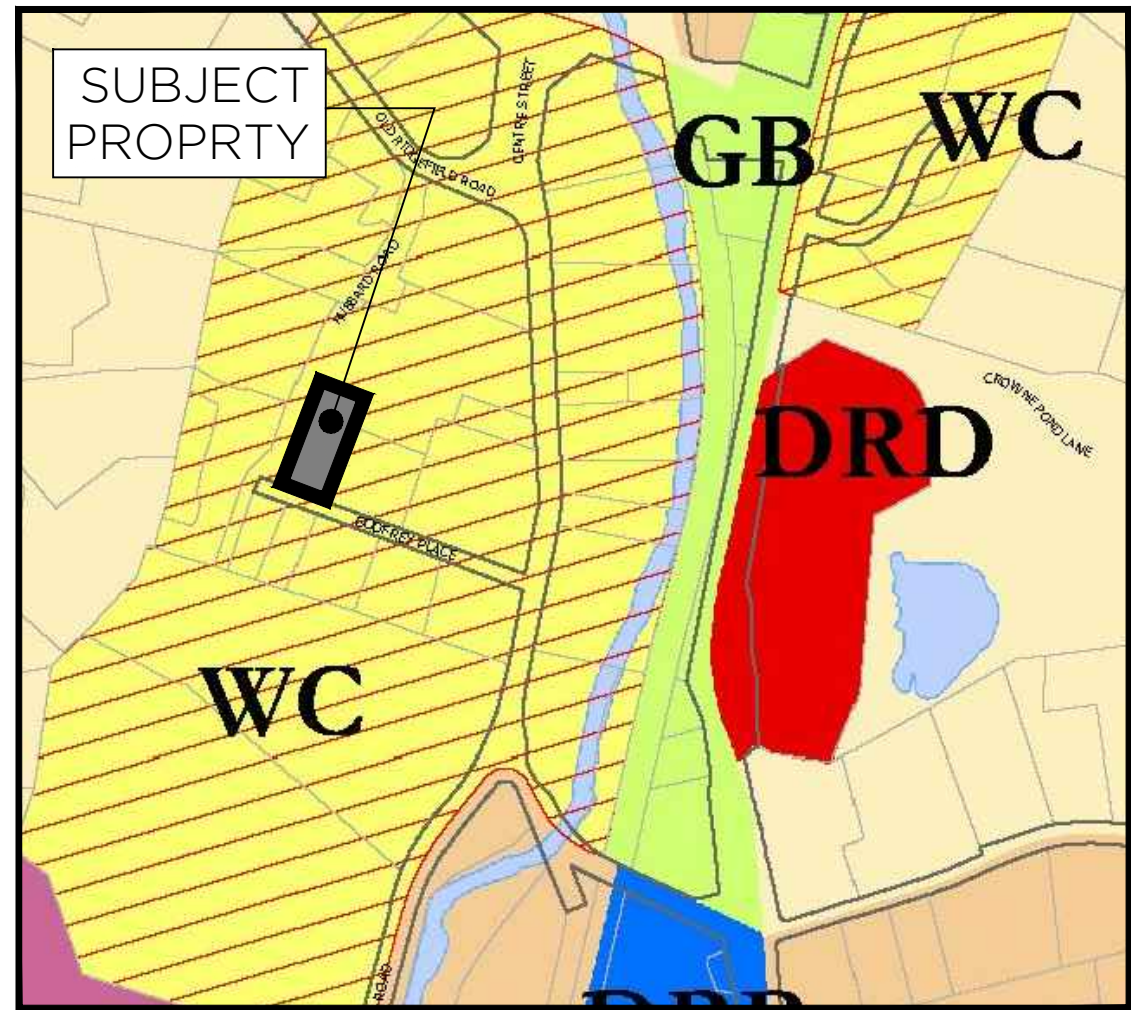 SUBJECT
PROPRTY
CENTRE STREET
OLD RIDGEFIELD ROAD
GB
WC
HUBBARD ROAD
CROWNE POND LANE
DRD
GODFREY PLACE
WC
ROAD